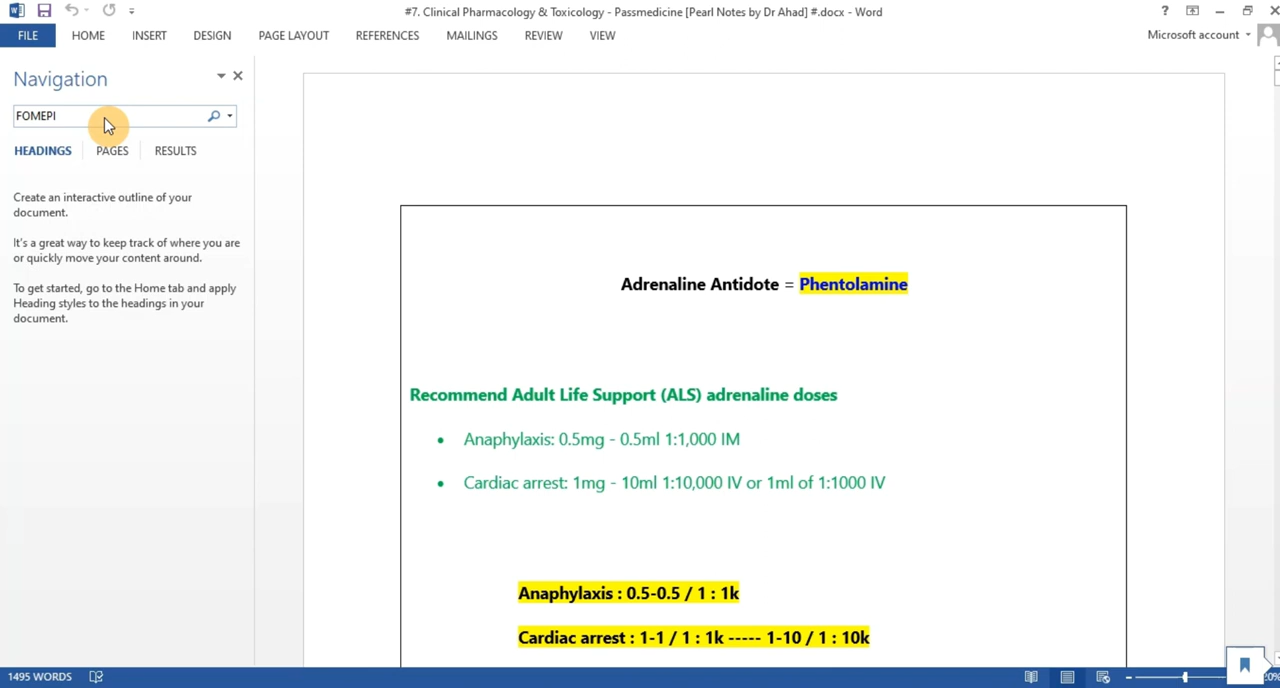 #7. Clinical Pharmacology & Toxicology - Passmedicine [Pearl Notes by Dr Ahad] #.docx - Word
?
FILE HOME INSERT DESIGN PAGE LAYOUT REFERENCES MAILINGS REVIEW VIEW
Microsoft account
Navigation
FOMEPI
HEADINGS PAGES RESULTS
Create an interactive outline of your
document.
It's a great way to keep track of where you are
or quickly move your content around.
To get started, go to the Home tab and apply
Heading styles to the headings in your
document.
Adrenaline Antidote = Phentolamine
Recommend Adult Life Support (ALS) adrenaline doses
• Anaphylaxis: 0.5mg - 0.5ml 1:1,000 IM
• Cardiac arrest: 1mg - 10ml 1:10,000 IV or 1ml of 1:1000 IV
Anaphylaxis : 0.5-0.5 / 1 : 1k
Cardiac arrest : 1-1 / 1 : 1k ----- 1-10 / 1 : 10k
1495 WORDS